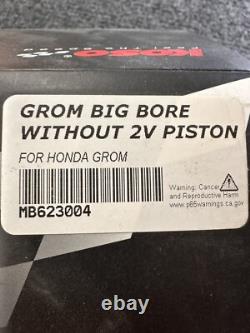 KOSO
GROM BIG BORE
WITHOUT 2V PISTON
FOR HONDA GROM
MB623004
Warning: Cancer
and Reproductive Harm
www.p65warnings.ca.gov